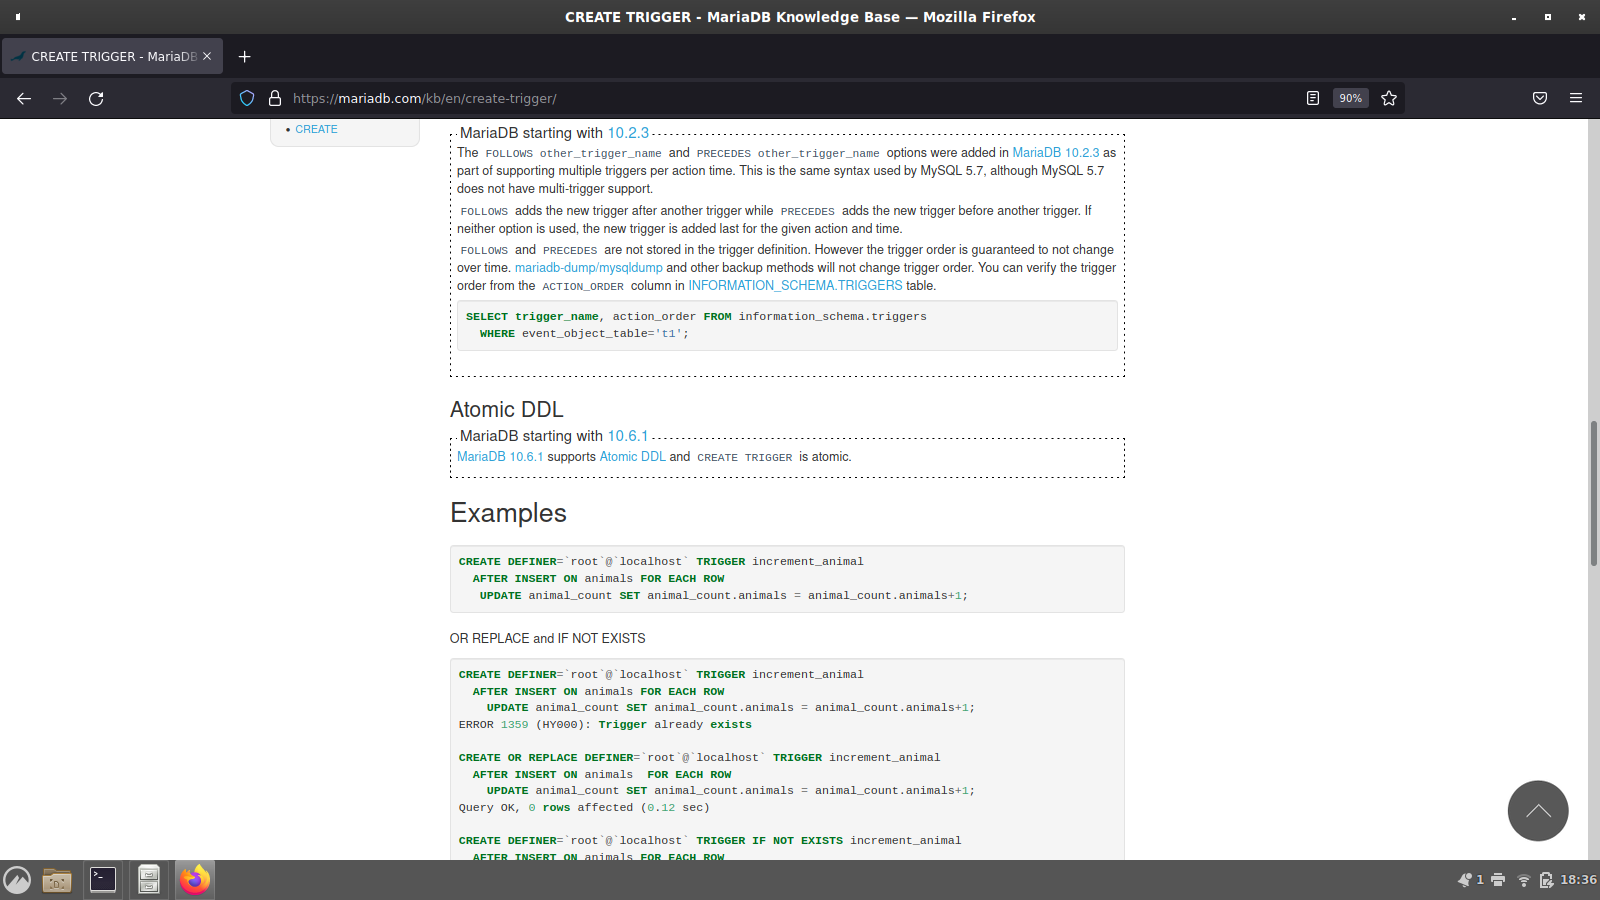 CREATE TRIGGER - MariaDB Knowledge Base — Mozilla Firefox
CREATE TRIGGER - MariaDB
https://mariadb.com/kb/en/create-trigger/
90%
• CREATE
MariaDB starting with 10.2.3
The FOLLOWS other_trigger_name and PRECEDES other_trigger_name options were added in MariaDB 10.2.3 as
part of supporting multiple triggers per action time. This is the same syntax used by MySQL 5.7, although MySQL 5.7
does not have multi-trigger support.
FOLLOWS adds the new trigger after another trigger while PRECEDES adds the new trigger before another trigger. If
neither option is used, the new trigger is added last for the given action and time.
FOLLOWS and PRECEDES are not stored in the trigger definition. However the trigger order is guaranteed to not change
over time. mariadb-dump/mysqldump and other backup methods will not change trigger order. You can verify the trigger
order from the ACTION_ORDER column in INFORMATION_SCHEMA.TRIGGERS table.
SELECT trigger_name, action_order FROM information_schema.triggers
WHERE event_object_table='t1';
Atomic DDL
MariaDB starting with 10.6.1
MariaDB 10.6.1 supports Atomic DDL and CREATE TRIGGER is atomic.
Examples
CREATE DEFINER=`root`@`localhost` TRIGGER increment_animal
AFTER INSERT ON animals FOR EACH ROW
UPDATE animal_count SET animal_count.animals = animal_count.animals+1;
OR REPLACE and IF NOT EXISTS
CREATE DEFINER=`root`@`localhost` TRIGGER increment_animal
AFTER INSERT ON animals FOR EACH ROW
UPDATE animal_count SET animal_count.animals = animal_count.animals+1;
ERROR 1359 (HY000): Trigger already exists
CREATE OR REPLACE DEFINER=`root`@`localhost` TRIGGER increment_animal
AFTER INSERT ON animals  FOR EACH ROW
UPDATE animal_count SET animal_count.animals = animal_count.animals+1;
Query OK, 0 rows affected (0.12 sec)
CREATE DEFINER=`root`@`localhost` TRIGGER IF NOT EXISTS increment_animal
AFTER INSERT ON animals FOR EACH ROW
1
18:36